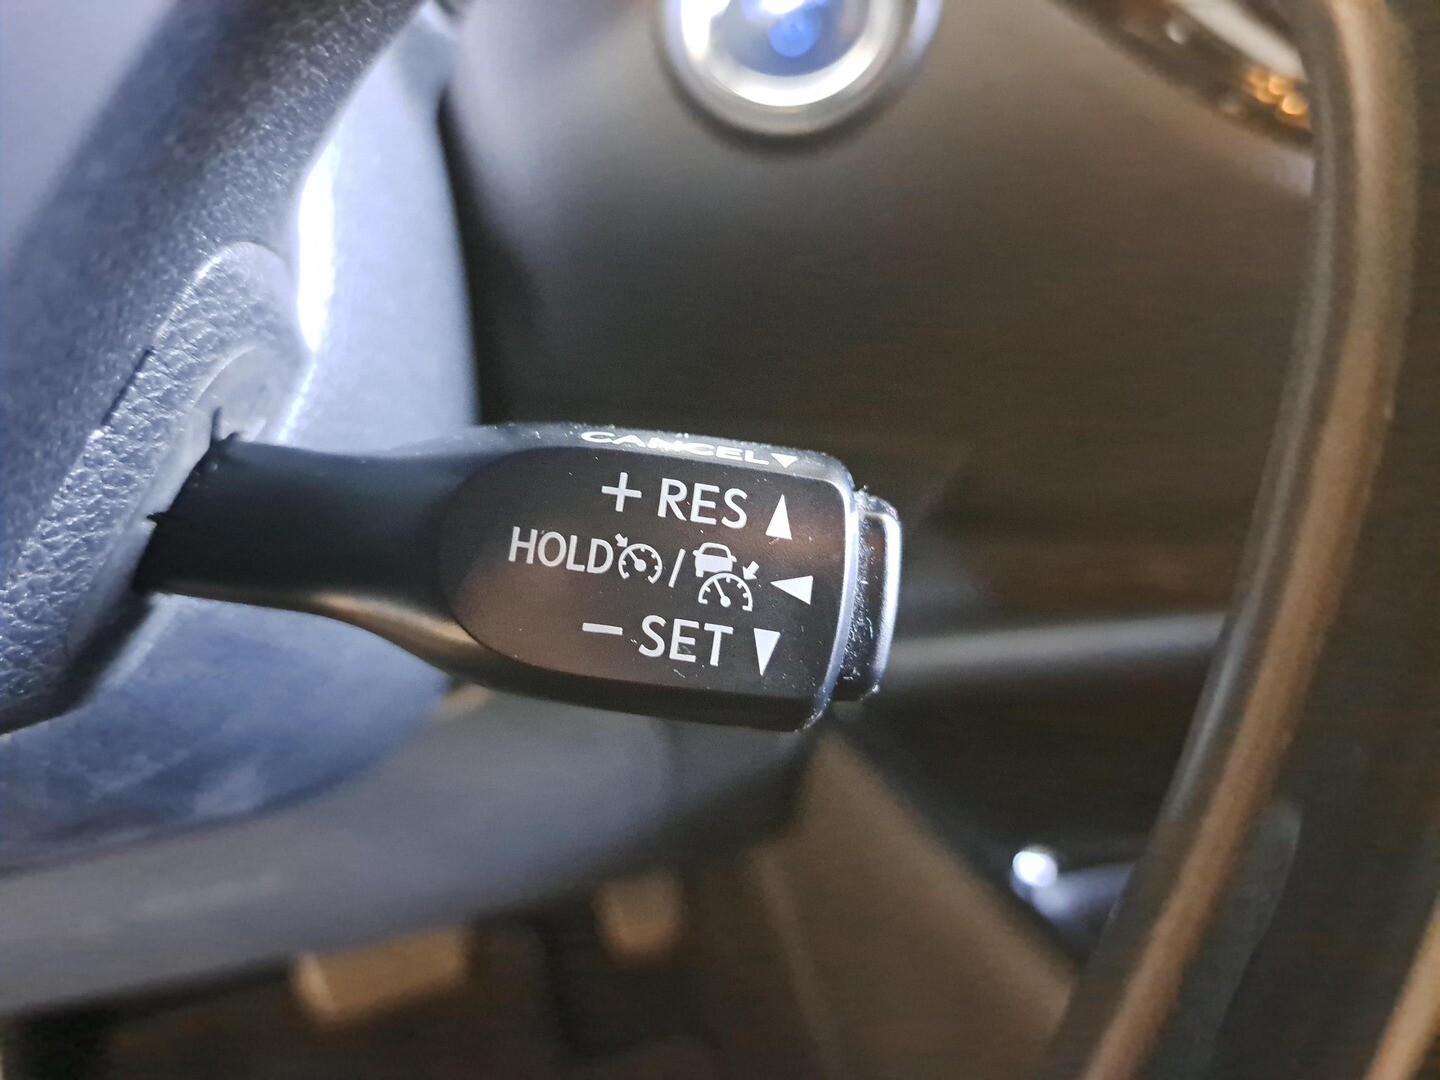 CANCEL▼
+ RES ▲
HOLD / ◀
− SET ▼